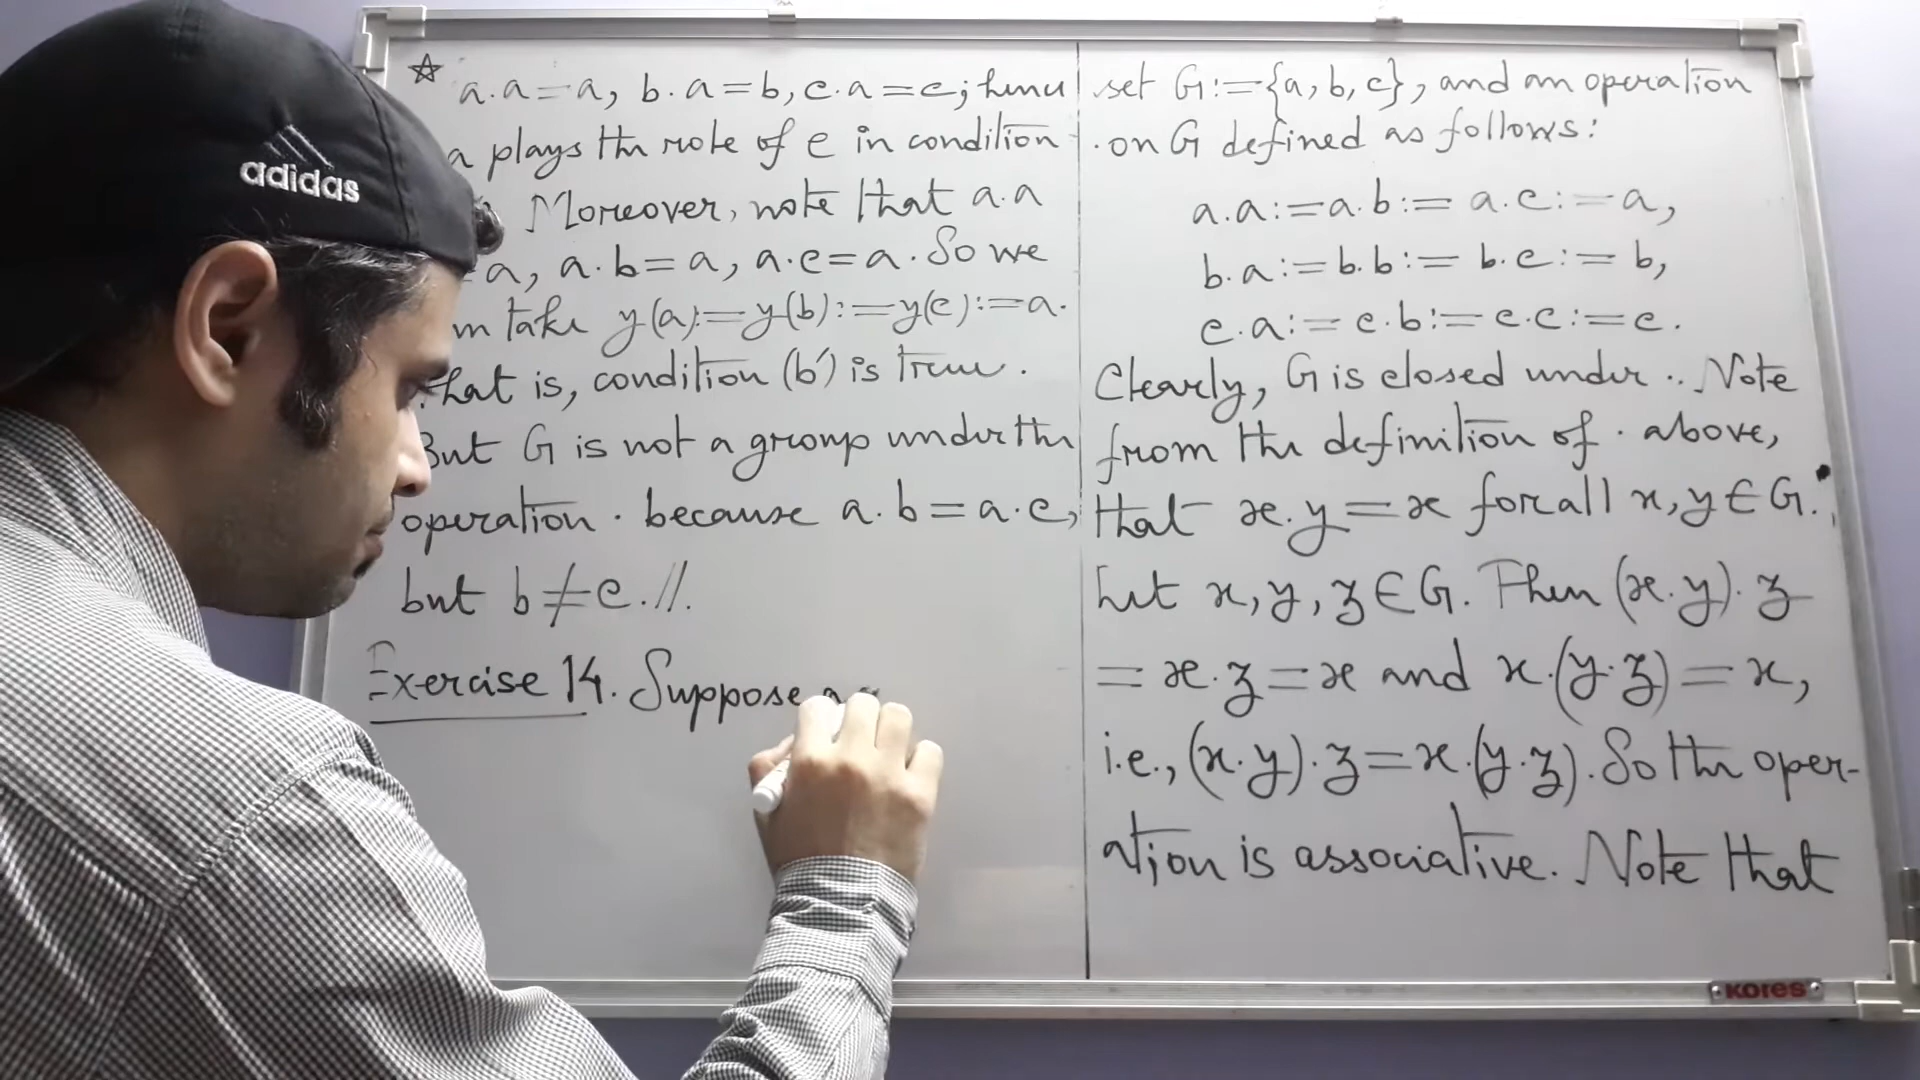 adidas
☆ a.a=a, b.a=b, c.a=c; hence
a plays the role of e in condition
Moreover, note that a.a
=a, a.b=a, a.c=a. So we
take y(a):=y(b):=y(c):=a.
That is, condition (b′) is true.
But G is not a group under the
operation . because a.b=a.c,
but b≠c.//.
Exercise 14. Suppose a
set G:={a,b,c}, and an operation
. on G defined as follows:
a.a:=a.b:=a.c:=a,
b.a:=b.b:=b.c:=b,
c.a:=c.b:=c.c:=c.
Clearly, G is closed under .. Note
from the definition of . above,
that x.y=x for all x,y∈G.
Let x,y,z∈G. Then (x.y).z
=x.z=x and x.(y.z)=x,
i.e., (x.y).z=x.(y.z). So the oper-
ation is associative. Note that
KORES